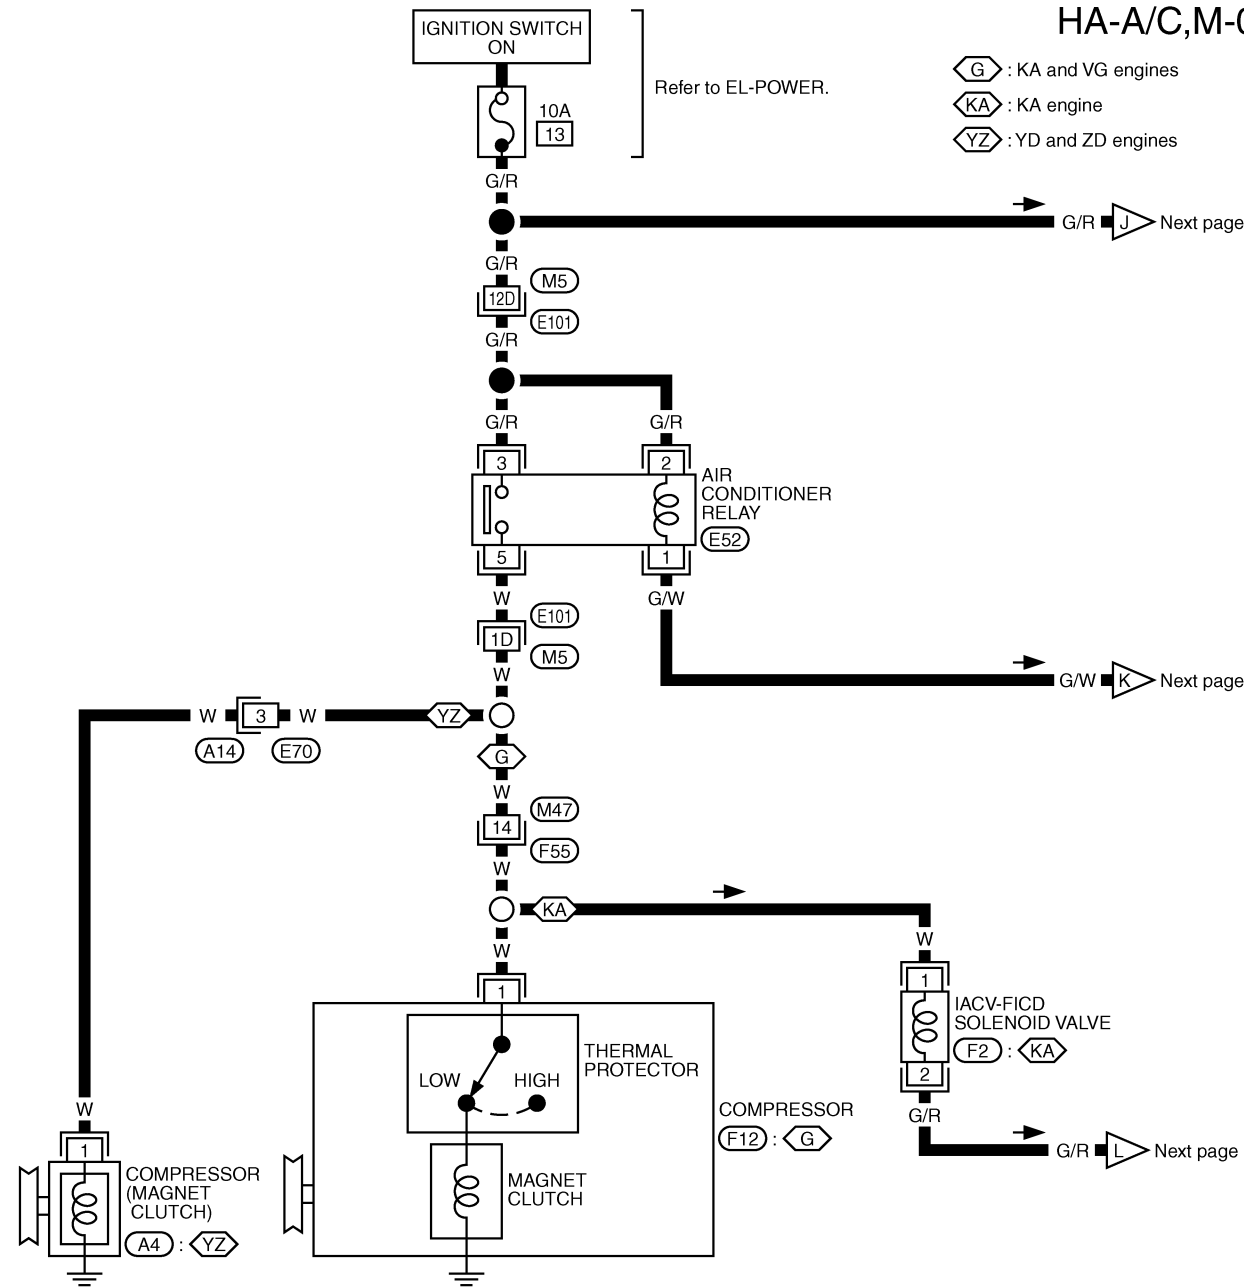 HA-A/C,M-0
IGNITION SWITCH
ON
Refer to EL-POWER.
G : KA and VG engines
KA : KA engine
YZ : YD and ZD engines
10A
13
G/R
G/R J Next page
G/R
M5
12D
E101
G/R
G/R
G/R
3
2
AIR
CONDITIONER
RELAY
E52
5
1
W
G/W
E101
1D
M5
W
G/W K Next page
W 3 W YZ
A14 E70
G
W
M47
14
F55
W
KA
W
W
1
1
IACV-FICD
SOLENOID VALVE
F2 : KA
2
G/R
G/R L Next page
THERMAL
PROTECTOR
LOW HIGH
COMPRESSOR
F12 : G
MAGNET
CLUTCH
W
1
COMPRESSOR
(MAGNET
CLUTCH)
A4 : YZ